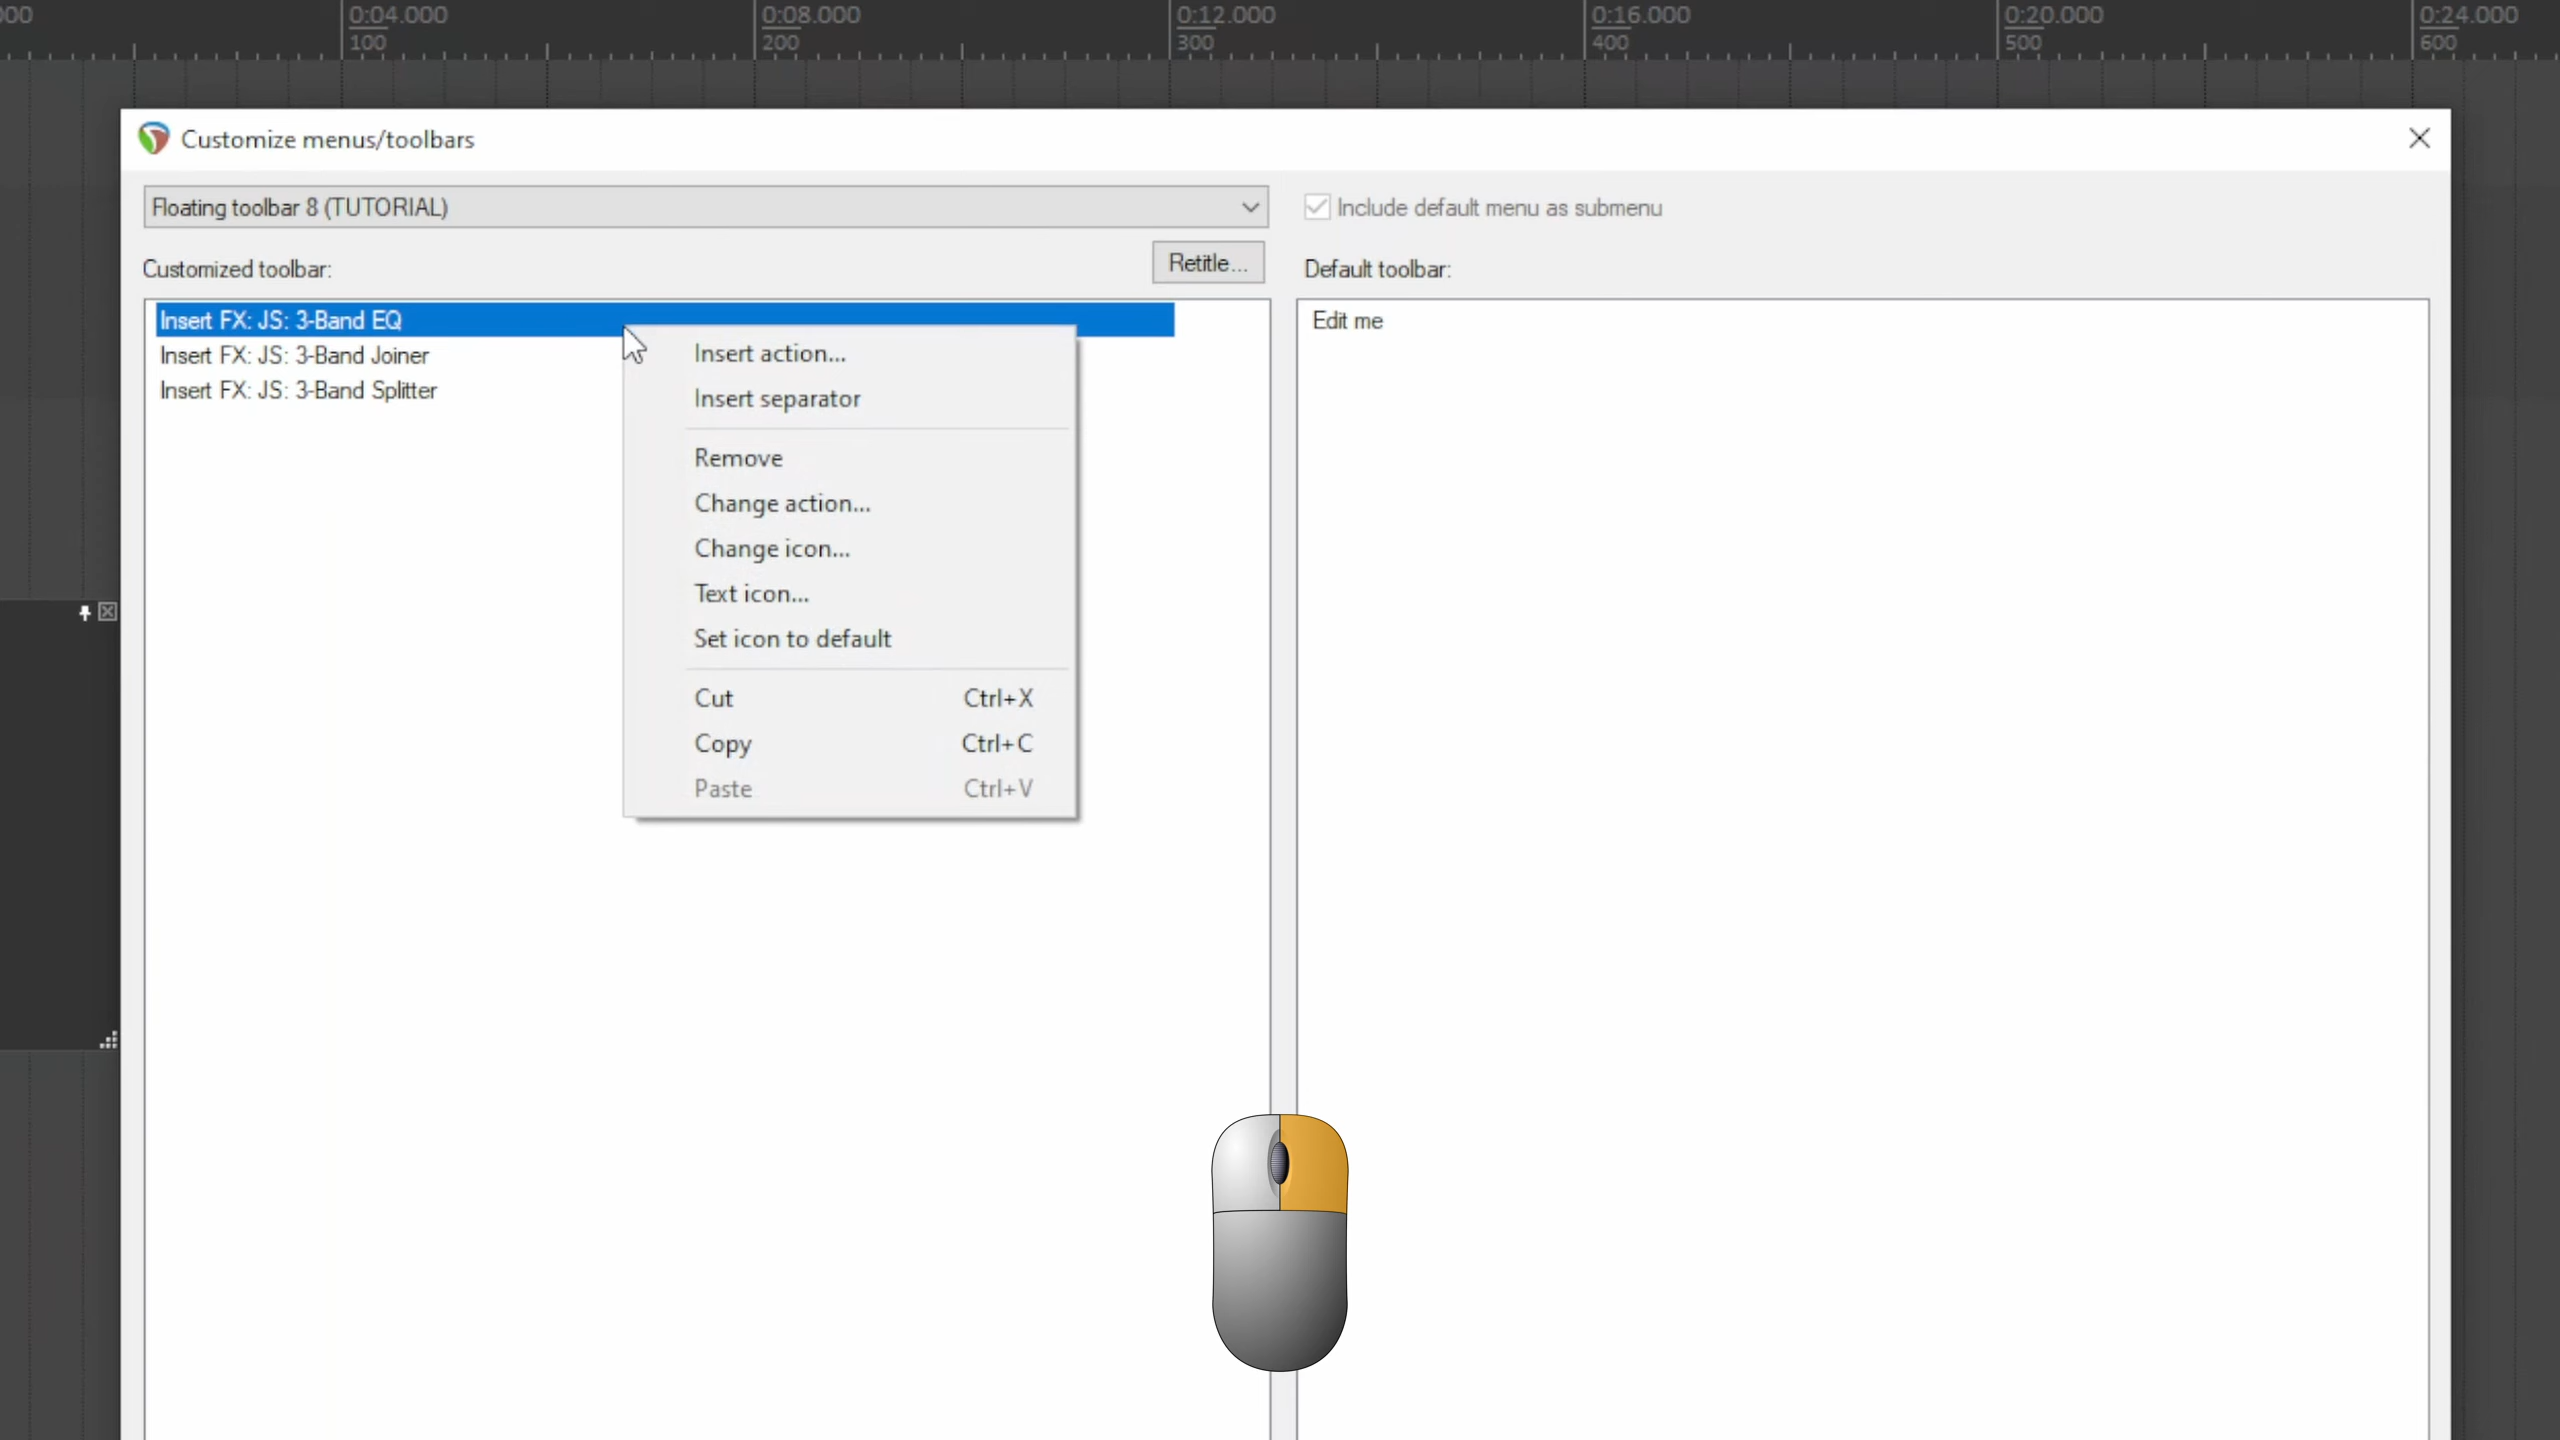 000
0:04.000
100
0:08.000
200
0:12.000
300
0:16.000
400
0:20.000
500
0:24.000
600
Customize menus/toolbars
Floating toolbar 8 (TUTORIAL)
Include default menu as submenu
Customized toolbar:
Retitle...
Default toolbar:
Insert FX: JS: 3-Band EQ
Insert FX: JS: 3-Band Joiner
Insert FX: JS: 3-Band Splitter
Edit me
Insert action...
Insert separator
Remove
Change action...
Change icon...
Text icon...
Set icon to default
Cut Ctrl+X
Copy Ctrl+C
Paste Ctrl+V